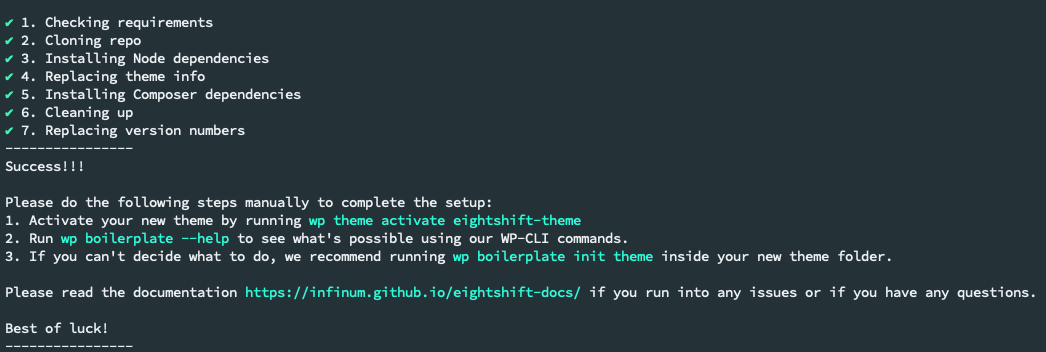 ✔ 1. Checking requirements
✔ 2. Cloning repo
✔ 3. Installing Node dependencies
✔ 4. Replacing theme info
✔ 5. Installing Composer dependencies
✔ 6. Cleaning up
✔ 7. Replacing version numbers
----------------
Success!!!
Please do the following steps manually to complete the setup:
1. Activate your new theme by running wp theme activate eightshift-theme
2. Run wp boilerplate --help to see what's possible using our WP-CLI commands.
3. If you can't decide what to do, we recommend running wp boilerplate init theme inside your new theme folder.
Please read the documentation https://infinum.github.io/eightshift-docs/ if you run into any issues or if you have any questions.
Best of luck!
----------------